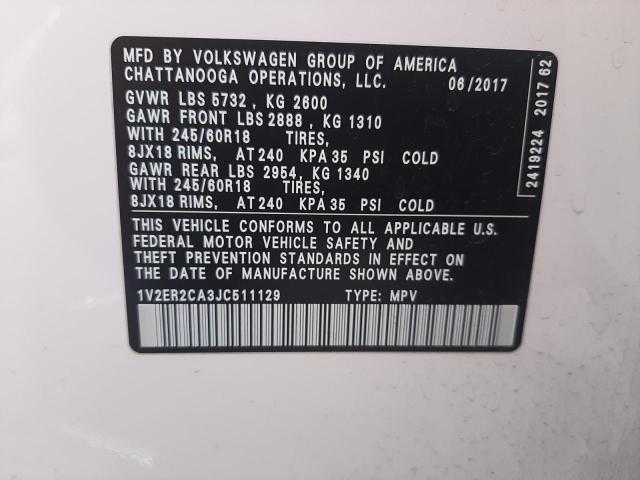 MFD BY VOLKSWAGEN GROUP OF AMERICA
CHATTANOOGA OPERATIONS, LLC. 06/2017
GVWR LBS 5732 , KG 2600
GAWR FRONT LBS 2888 , KG 1310
WITH 245/60R18 TIRES,
8JX18 RIMS, AT 240 KPA 35 PSI COLD
GAWR REAR LBS 2954, KG 1340
WITH 245/60R18 TIRES,
8JX18 RIMS, AT 240 KPA 35 PSI COLD
THIS VEHICLE CONFORMS TO ALL APPLICABLE U.S.
FEDERAL MOTOR VEHICLE SAFETY AND
THEFT PREVENTION STANDARDS IN EFFECT ON
THE DATE OF MANUFACTURE SHOWN ABOVE.
1V2ER2CA3JC511129 TYPE: MPV
2419224 2017 62